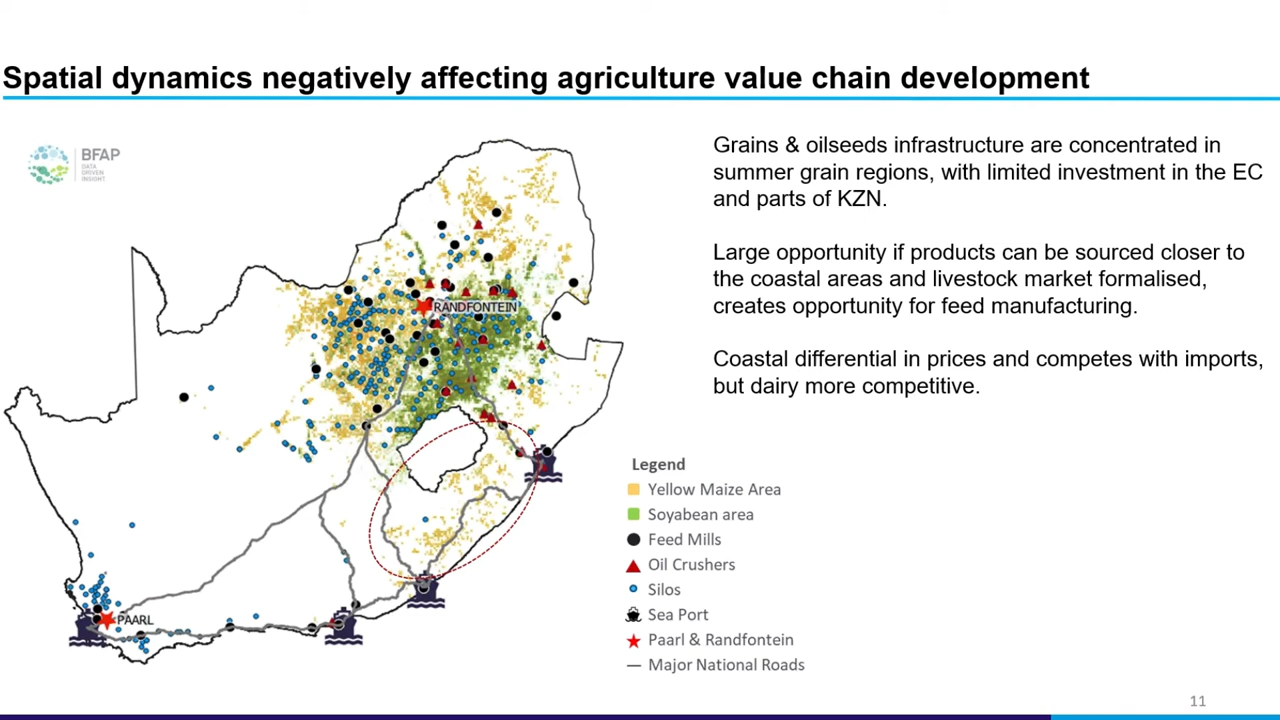 Spatial dynamics negatively affecting agriculture value chain development
BFAP
DATA
DRIVEN
INSIGHT
Grains & oilseeds infrastructure are concentrated in
summer grain regions, with limited investment in the EC
and parts of KZN.
Large opportunity if products can be sourced closer to
the coastal areas and livestock market formalised,
creates opportunity for feed manufacturing.
Coastal differential in prices and competes with imports,
but dairy more competitive.
RANDFONTEIN
PAARL
Legend
Yellow Maize Area
Soyabean area
Feed Mills
Oil Crushers
Silos
Sea Port
Paarl & Randfontein
Major National Roads
11